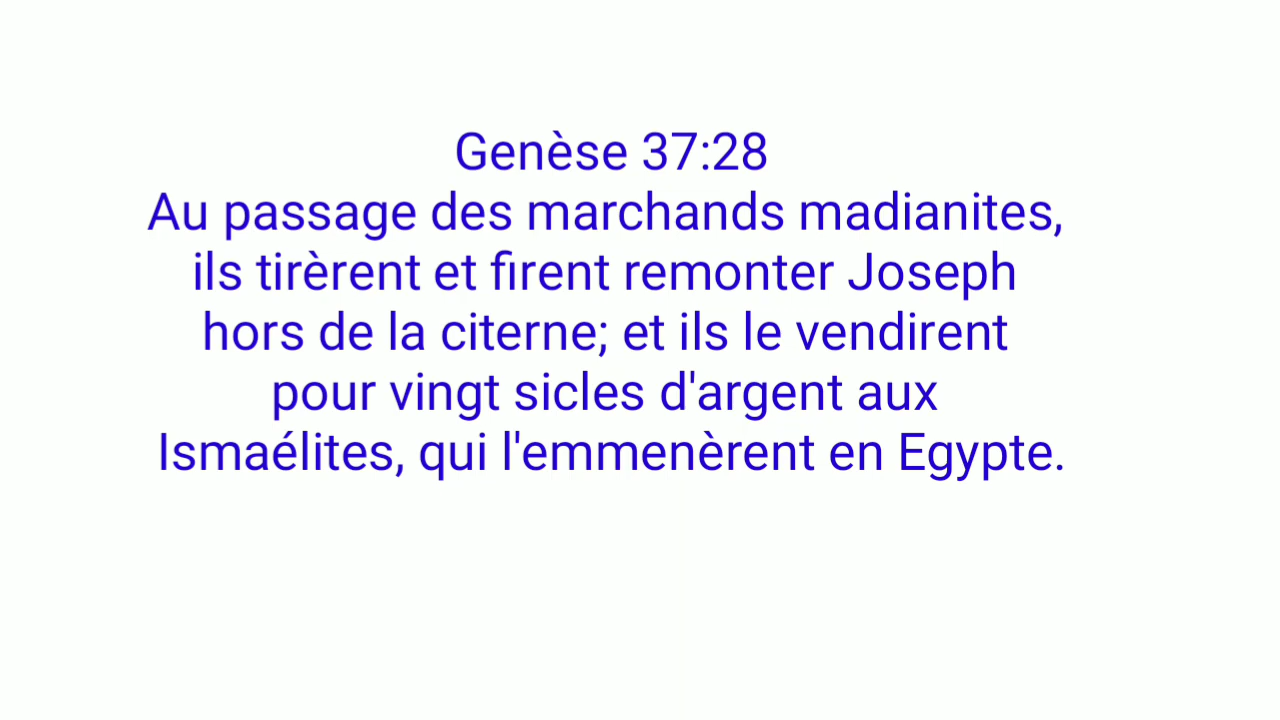 Genèse 37:28
Au passage des marchands madianites,
ils tirèrent et firent remonter Joseph
hors de la citerne; et ils le vendirent
pour vingt sicles d'argent aux
Ismaélites, qui l'emmenèrent en Egypte.